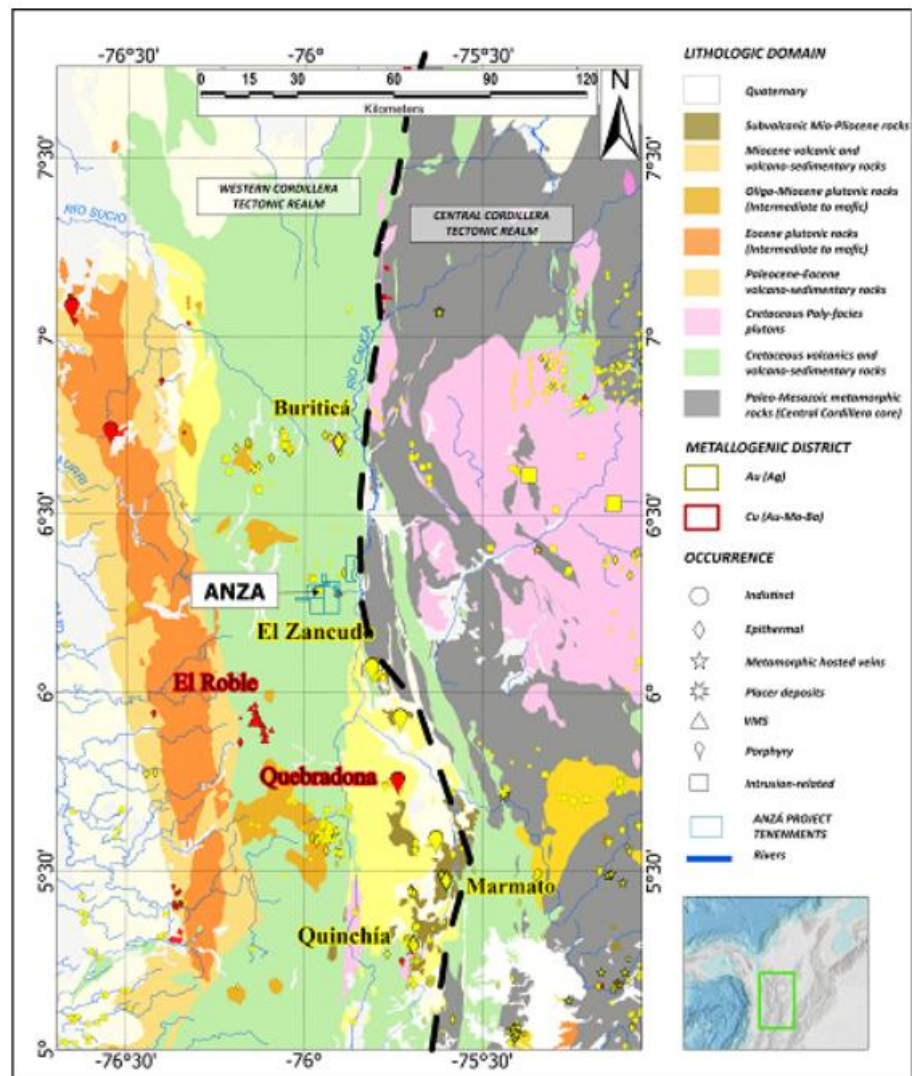 -76°30'
-76°
-75°30'
0 15 30 60 90 120
Kilometers
N
7°30'
7°30'
WESTERN CORDILLERA
TECTONIC REALM
CENTRAL CORDILLERA
TECTONIC REALM
RIO SUCIO
RIO CAUCA
7°
7°
Buriticá
6°30'
6°30'
ANZA
El Zancudo
6°
6°
El Roble
Quebradona
5°30'
5°30'
Marmato
Quinchía
5°
5°
-76°30'
-76°
-75°30'
LITHOLOGIC DOMAIN
Quaternary
Subvolcanic Mio-Pliocene rocks
Miocene volcanic and
volcano-sedimentary rocks
Oligo-Miocene plutonic rocks
(Intermediate to mafic)
Eocene plutonic rocks
(Intermediate to mafic)
Paleocene-Eocene
volcano-sedimentary rocks
Cretaceous Poly-facies
plutons
Cretaceous volcanics and
volcano-sedimentary rocks
Paleo-Mesozoic metamorphic
rocks (Central Cordillera core)
METALLOGENIC DISTRICT
Au (Ag)
Cu (Au-Mo-Ba)
OCCURRENCE
Indistinct
Epithermal
Metamorphic hosted veins
Placer deposits
VMS
Porphyry
Intrusion-related
ANZÁ PROJECT
TENEMENTS
Rivers